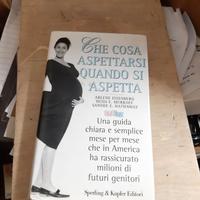 CHE COSA
ASPETTARSI
QUANDO SI
ASPETTA
ARLENE EISENBERG
HEIDI E. MURKOFF
SANDEE E. HATHAWAY
Una guida
chiara e semplice
mese per mese
che in America
ha rassicurato
milioni di
futuri genitori
Sperling & Kupfer Editori